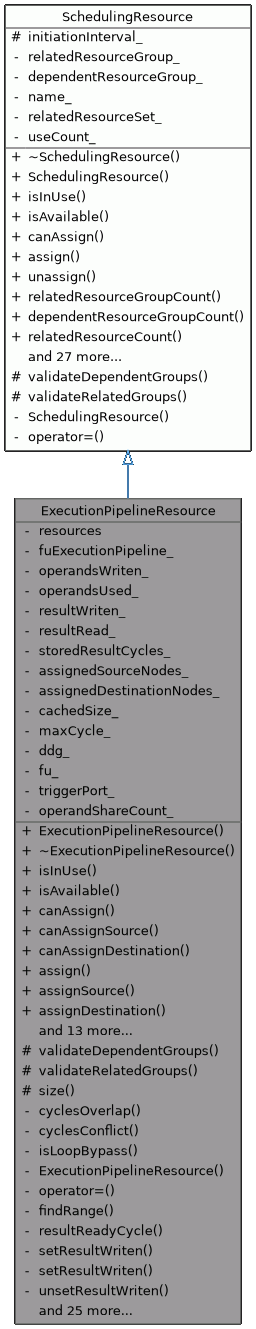 SchedulingResource
# initiationInterval_
- relatedResourceGroup_
- dependentResourceGroup_
- name_
- relatedResourceSet_
- useCount_
+ ~SchedulingResource()
+ SchedulingResource()
+ isInUse()
+ isAvailable()
+ canAssign()
+ assign()
+ unassign()
+ relatedResourceGroupCount()
+ dependentResourceGroupCount()
+ relatedResourceCount()
and 27 more...
# validateDependentGroups()
# validateRelatedGroups()
- SchedulingResource()
- operator=()
ExecutionPipelineResource
- resources
- fuExecutionPipeline_
- operandsWriten_
- operandsUsed_
- resultWriten_
- resultRead_
- storedResultCycles_
- assignedSourceNodes_
- assignedDestinationNodes_
- cachedSize_
- maxCycle_
- ddg_
- fu_
- triggerPort_
- operandShareCount_
+ ExecutionPipelineResource()
+ ~ExecutionPipelineResource()
+ isInUse()
+ isAvailable()
+ canAssign()
+ canAssignSource()
+ canAssignDestination()
+ assign()
+ assignSource()
+ assignDestination()
and 13 more...
# validateDependentGroups()
# validateRelatedGroups()
# size()
- cyclesOverlap()
- cyclesConflict()
- isLoopBypass()
- ExecutionPipelineResource()
- operator=()
- findRange()
- resultReadyCycle()
- setResultWriten()
- setResultWriten()
- unsetResultWriten()
and 25 more...